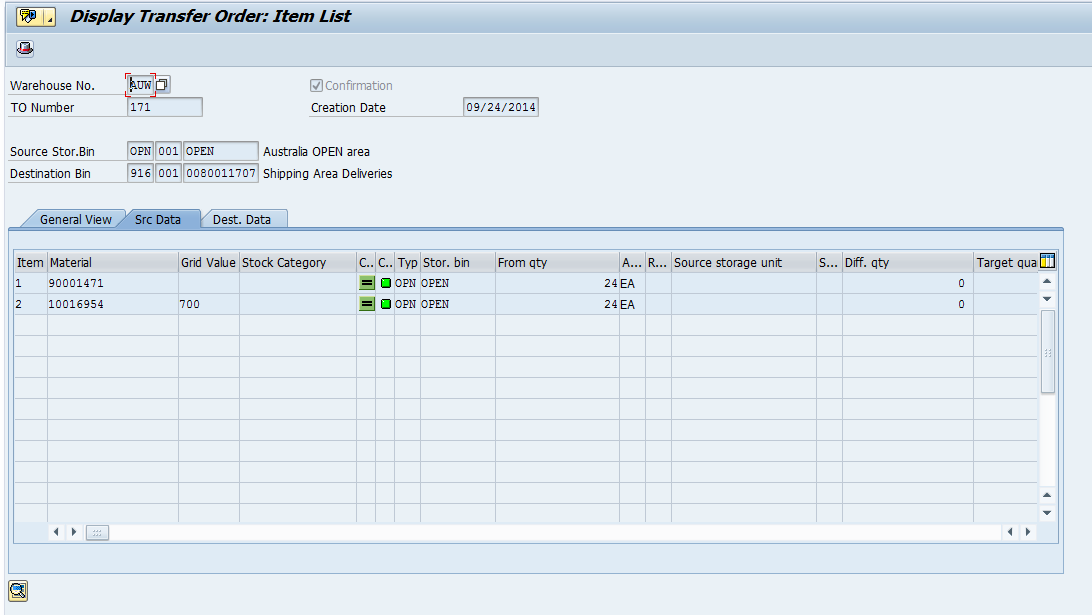 Display Transfer Order: Item List
Warehouse No. AUW Confirmation
TO Number 171 Creation Date 09/24/2014
Source Stor.Bin OPN 001 OPEN Australia OPEN area
Destination Bin 916 001 0080011707 Shipping Area Deliveries
General View Src Data Dest. Data
Item Material Grid Value Stock Category C.. C.. Typ Stor. bin From qty A... R... Source storage unit S... Diff. qty Target qua
1 90001471 OPN OPEN 24 EA 0
2 10016954 700 OPN OPEN 24 EA 0